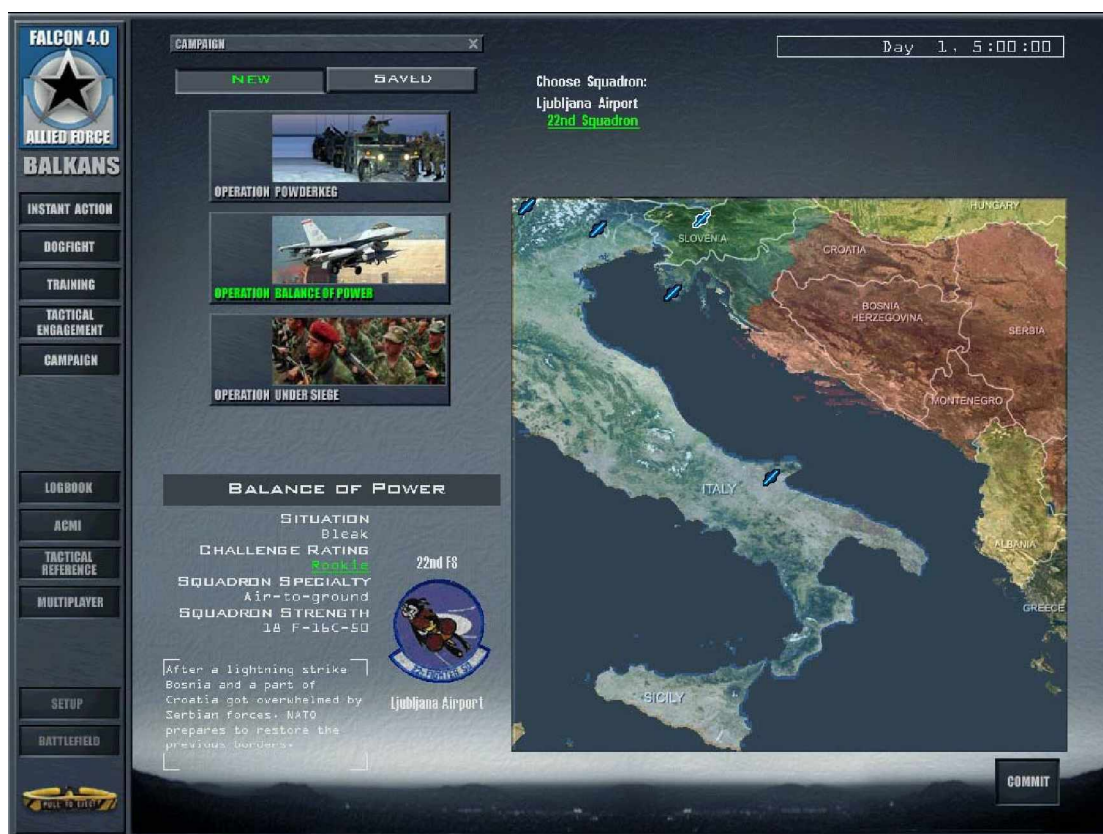 FALCON 4.0
ALLIED FORCE
BALKANS
INSTANT ACTION
DOGFIGHT
TRAINING
TACTICAL
ENGAGEMENT
CAMPAIGN
LOGBOOK
ACMI
TACTICAL
REFERENCE
MULTIPLAYER
SETUP
BATTLEFIELD
PULL TO EJECT
CAMPAIGN X
NEW SAVED
OPERATION POWDERKEG
OPERATION BALANCE OF POWER
OPERATION UNDER SIEGE
BALANCE OF POWER
SITUATION
Bleak
CHALLENGE RATING
Rookie
SQUADRON SPECIALTY
Air-to-ground
SQUADRON STRENGTH
18 F-16C-50
After a lightning strike
Bosnia and a part of
Croatia got overwhelmed by
Serbian forces. NATO
prepares to restore the
previous borders.
22nd FS
Ljubljana Airport
Day 1, 5:00:00
Choose Squadron:
Ljubljana Airport
22nd Squadron
HUNGARY
SLOVENIA
CROATIA
BOSNIA
HERZEGOVINA
SERBIA
MONTENEGRO
ITALY
ALBANIA
GREECE
SICILY
COMMIT